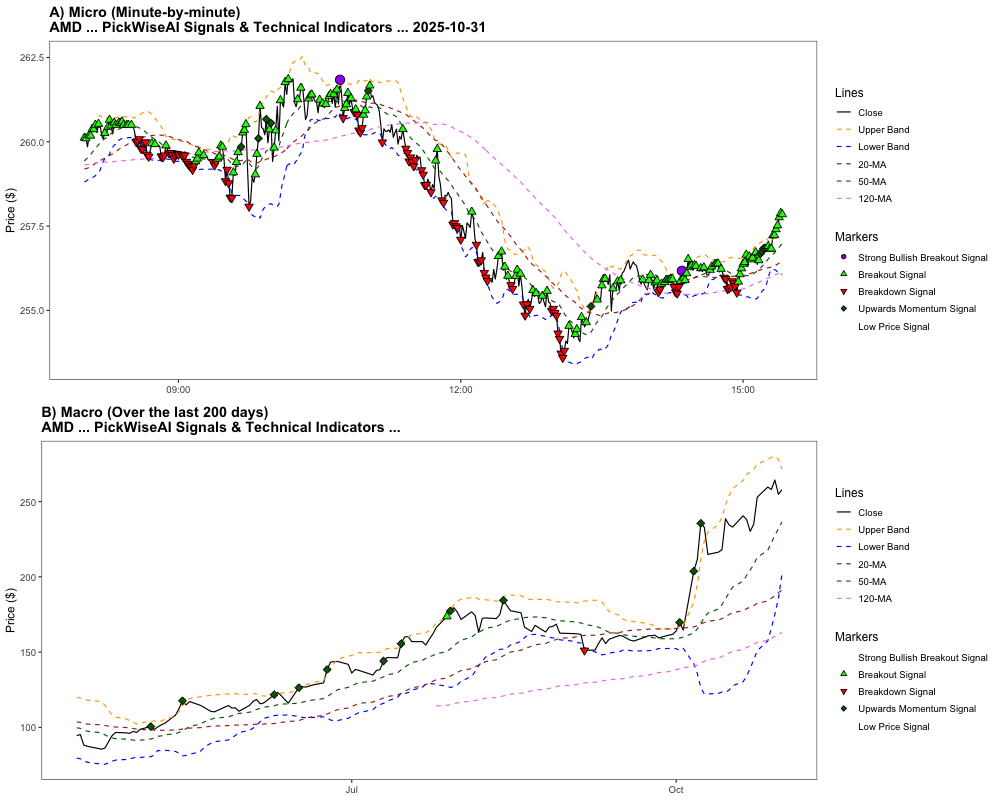 A) Micro (Minute-by-minute)
AMD ... PickWiseAI Signals & Technical Indicators ... 2025-10-31
Price ($)
262.5
260.0
257.5
255.0
09:00
12:00
15:00
Lines
Close
Upper Band
Lower Band
20-MA
50-MA
120-MA
Markers
Strong Bullish Breakout Signal
Breakout Signal
Breakdown Signal
Upwards Momentum Signal
Low Price Signal
B) Macro (Over the last 200 days)
AMD ... PickWiseAI Signals & Technical Indicators ...
Price ($)
250
200
150
100
Jul
Oct
Lines
Close
Upper Band
Lower Band
20-MA
50-MA
120-MA
Markers
Strong Bullish Breakout Signal
Breakout Signal
Breakdown Signal
Upwards Momentum Signal
Low Price Signal